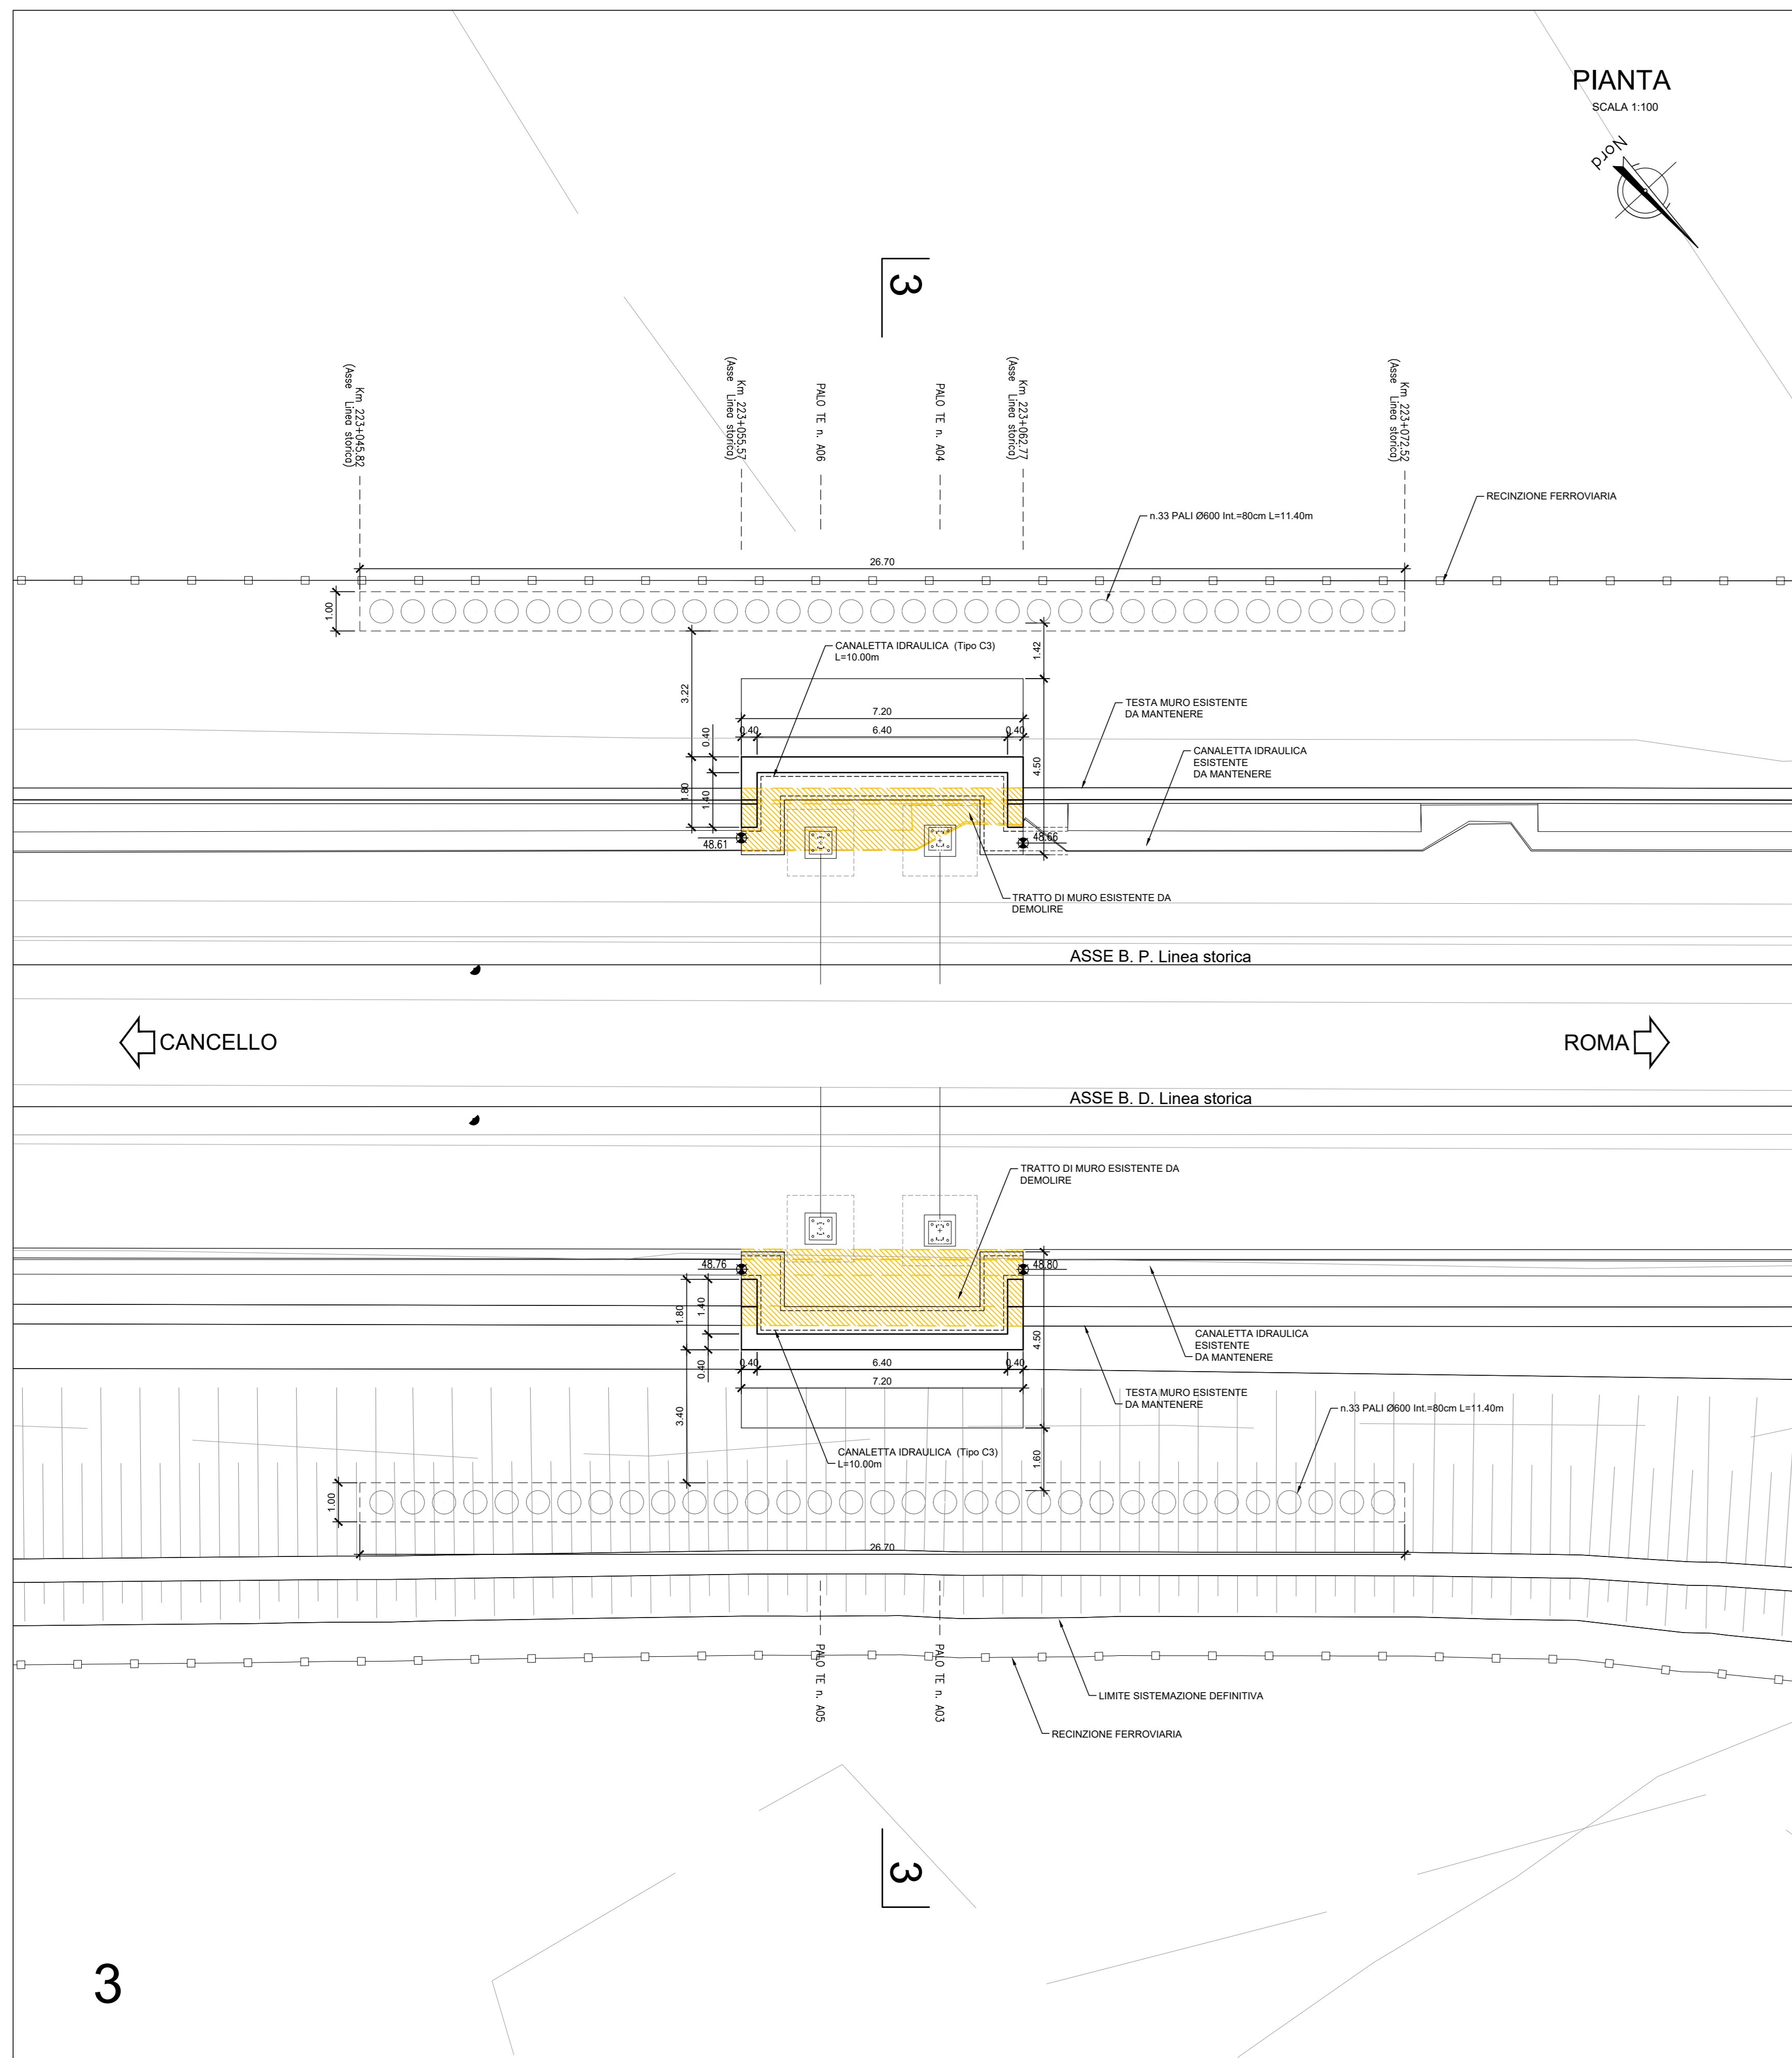 PIANTA
SCALA 1:100
Nord
3
Km 223+045.82
(Asse Linea storica)
Km 223+055.57
(Asse Linea storica)
PALO TE n. A06
PALO TE n. A04
Km 223+062.77
(Asse Linea storica)
Km 223+072.52
(Asse Linea storica)
RECINZIONE FERROVIARIA
n.33 PALI Ø600 Int.=80cm L=11.40m
26.70
1.00
CANALETTA IDRAULICA (Tipo C3)
L=10.00m
1.42
3.22
TESTA MURO ESISTENTE
DA MANTENERE
7.20
0.40
6.40
0.40
0.40
CANALETTA IDRAULICA
ESISTENTE
DA MANTENERE
4.50
1.80
1.40
48.61
48.66
TRATTO DI MURO ESISTENTE DA
DEMOLIRE
ASSE B. P. Linea storica
CANCELLO
ROMA
ASSE B. D. Linea storica
TRATTO DI MURO ESISTENTE DA
DEMOLIRE
48.76
48.80
1.80
1.40
4.50
CANALETTA IDRAULICA
ESISTENTE
DA MANTENERE
0.40
0.40
6.40
0.40
7.20
TESTA MURO ESISTENTE
DA MANTENERE
3.40
n.33 PALI Ø600 Int.=80cm L=11.40m
CANALETTA IDRAULICA (Tipo C3)
L=10.00m
1.60
1.00
26.70
PALO TE n. A05
PALO TE n. A03
LIMITE SISTEMAZIONE DEFINITIVA
RECINZIONE FERROVIARIA
3
3